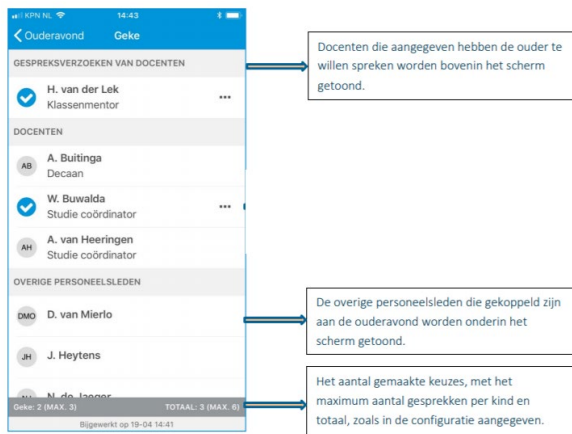 KPN NL 14:43
Ouderavond Geke
GESPREKSVERZOEKEN VAN DOCENTEN
H. van der Lek
Klassenmentor
DOCENTEN
AB
A. Buitinga
Decaan
W. Buwalda
Studie coördinator
AH
A. van Heeringen
Studie coördinator
OVERIGE PERSONEELSLEDEN
DMO D. van Mierlo
JH J. Heytens
N. de Jaeger
Geke: 2 (MAX. 3) TOTAAL: 3 (MAX. 6)
Bijgewerkt op 19-04 14:41
Docenten die aangegeven hebben de ouder te
willen spreken worden bovenin het scherm
getoond.
De overige personeelsleden die gekoppeld zijn
aan de ouderavond worden onderin het
scherm getoond.
Het aantal gemaakte keuzes, met het
maximum aantal gesprekken per kind en
totaal, zoals in de configuratie aangegeven.